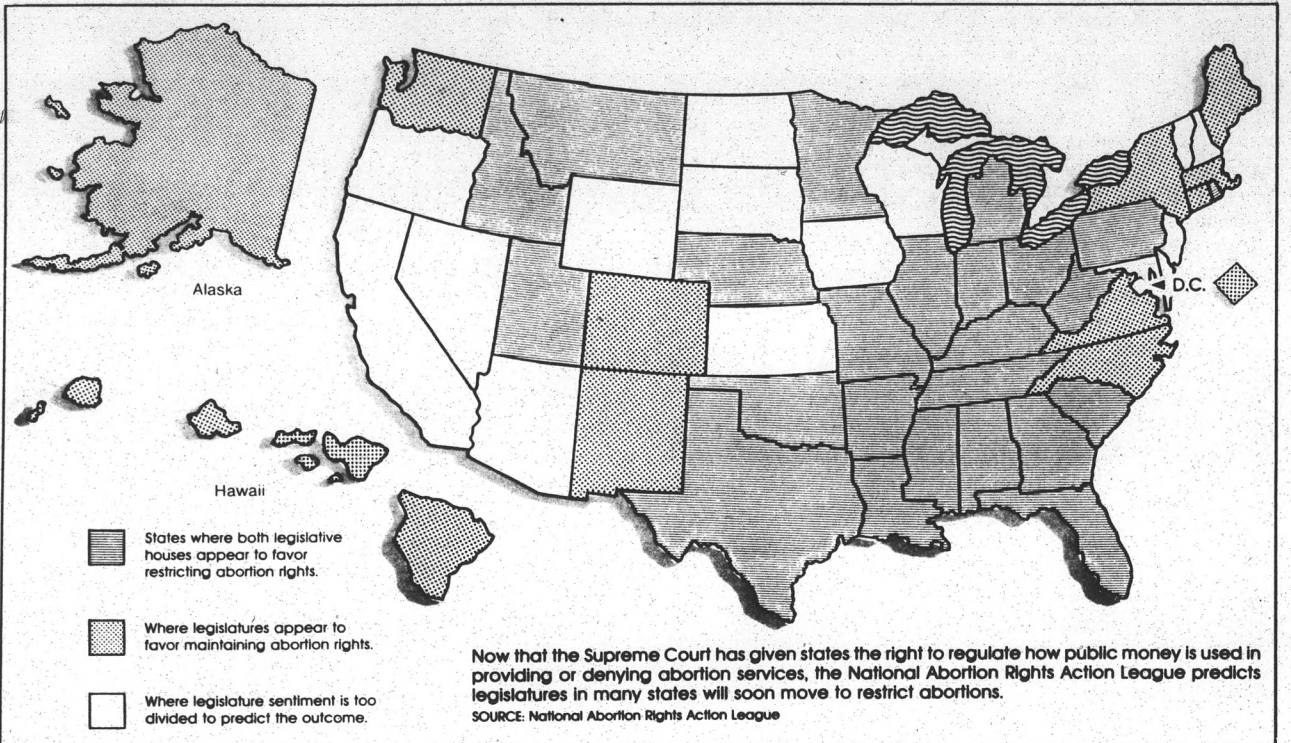 Alaska
D.C.
Hawaii
States where both legislative
houses appear to favor
restricting abortion rights.
Where legislatures appear to
favor maintaining abortion rights.
Where legislature sentiment is too
divided to predict the outcome.
Now that the Supreme Court has given states the right to regulate how public money is used in
providing or denying abortion services, the National Abortion Rights Action League predicts
legislatures in many states will soon move to restrict abortions.
SOURCE: National Abortion Rights Action League